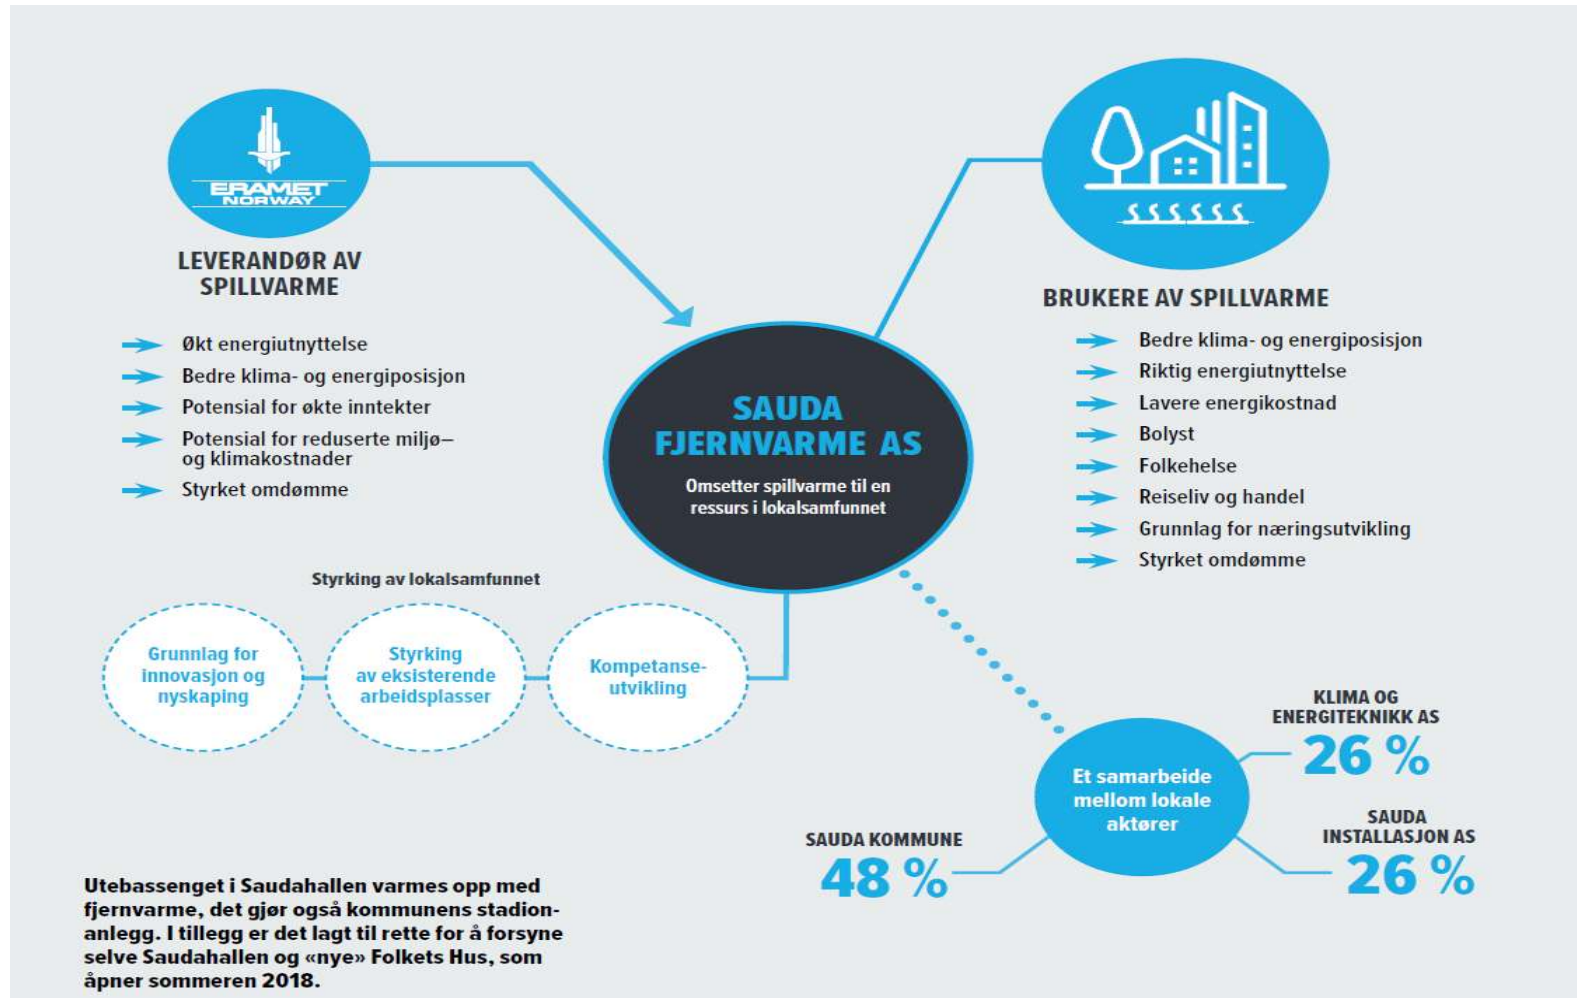 ERAMET
NORWAY
LEVERANDØR AV
SPILLVARME
Økt energiutnyttelse
Bedre klima- og energiposisjon
Potensial for økte inntekter
Potensial for reduserte miljø–
og klimakostnader
Styrket omdømme
BRUKERE AV SPILLVARME
Bedre klima- og energiposisjon
Riktig energiutnyttelse
Lavere energikostnad
Bolyst
Folkehelse
Reiseliv og handel
Grunnlag for næringsutvikling
Styrket omdømme
SAUDA
FJERNVARME AS
Omsetter spillvarme til en
ressurs i lokalsamfunnet
Styrking av lokalsamfunnet
Grunnlag for
innovasjon og
nyskaping
Styrking
av eksisterende
arbeidsplasser
Kompetanse-
utvikling
Et samarbeide
mellom lokale
aktører
KLIMA OG
ENERGITEKNIKK AS
26 %
SAUDA
INSTALLASJON AS
26 %
SAUDA KOMMUNE
48 %
Utebassenget i Saudahallen varmes opp med
fjernvarme, det gjør også kommunens stadion-
anlegg. I tillegg er det lagt til rette for å forsyne
selve Saudahallen og «nye» Folkets Hus, som
åpner sommeren 2018.